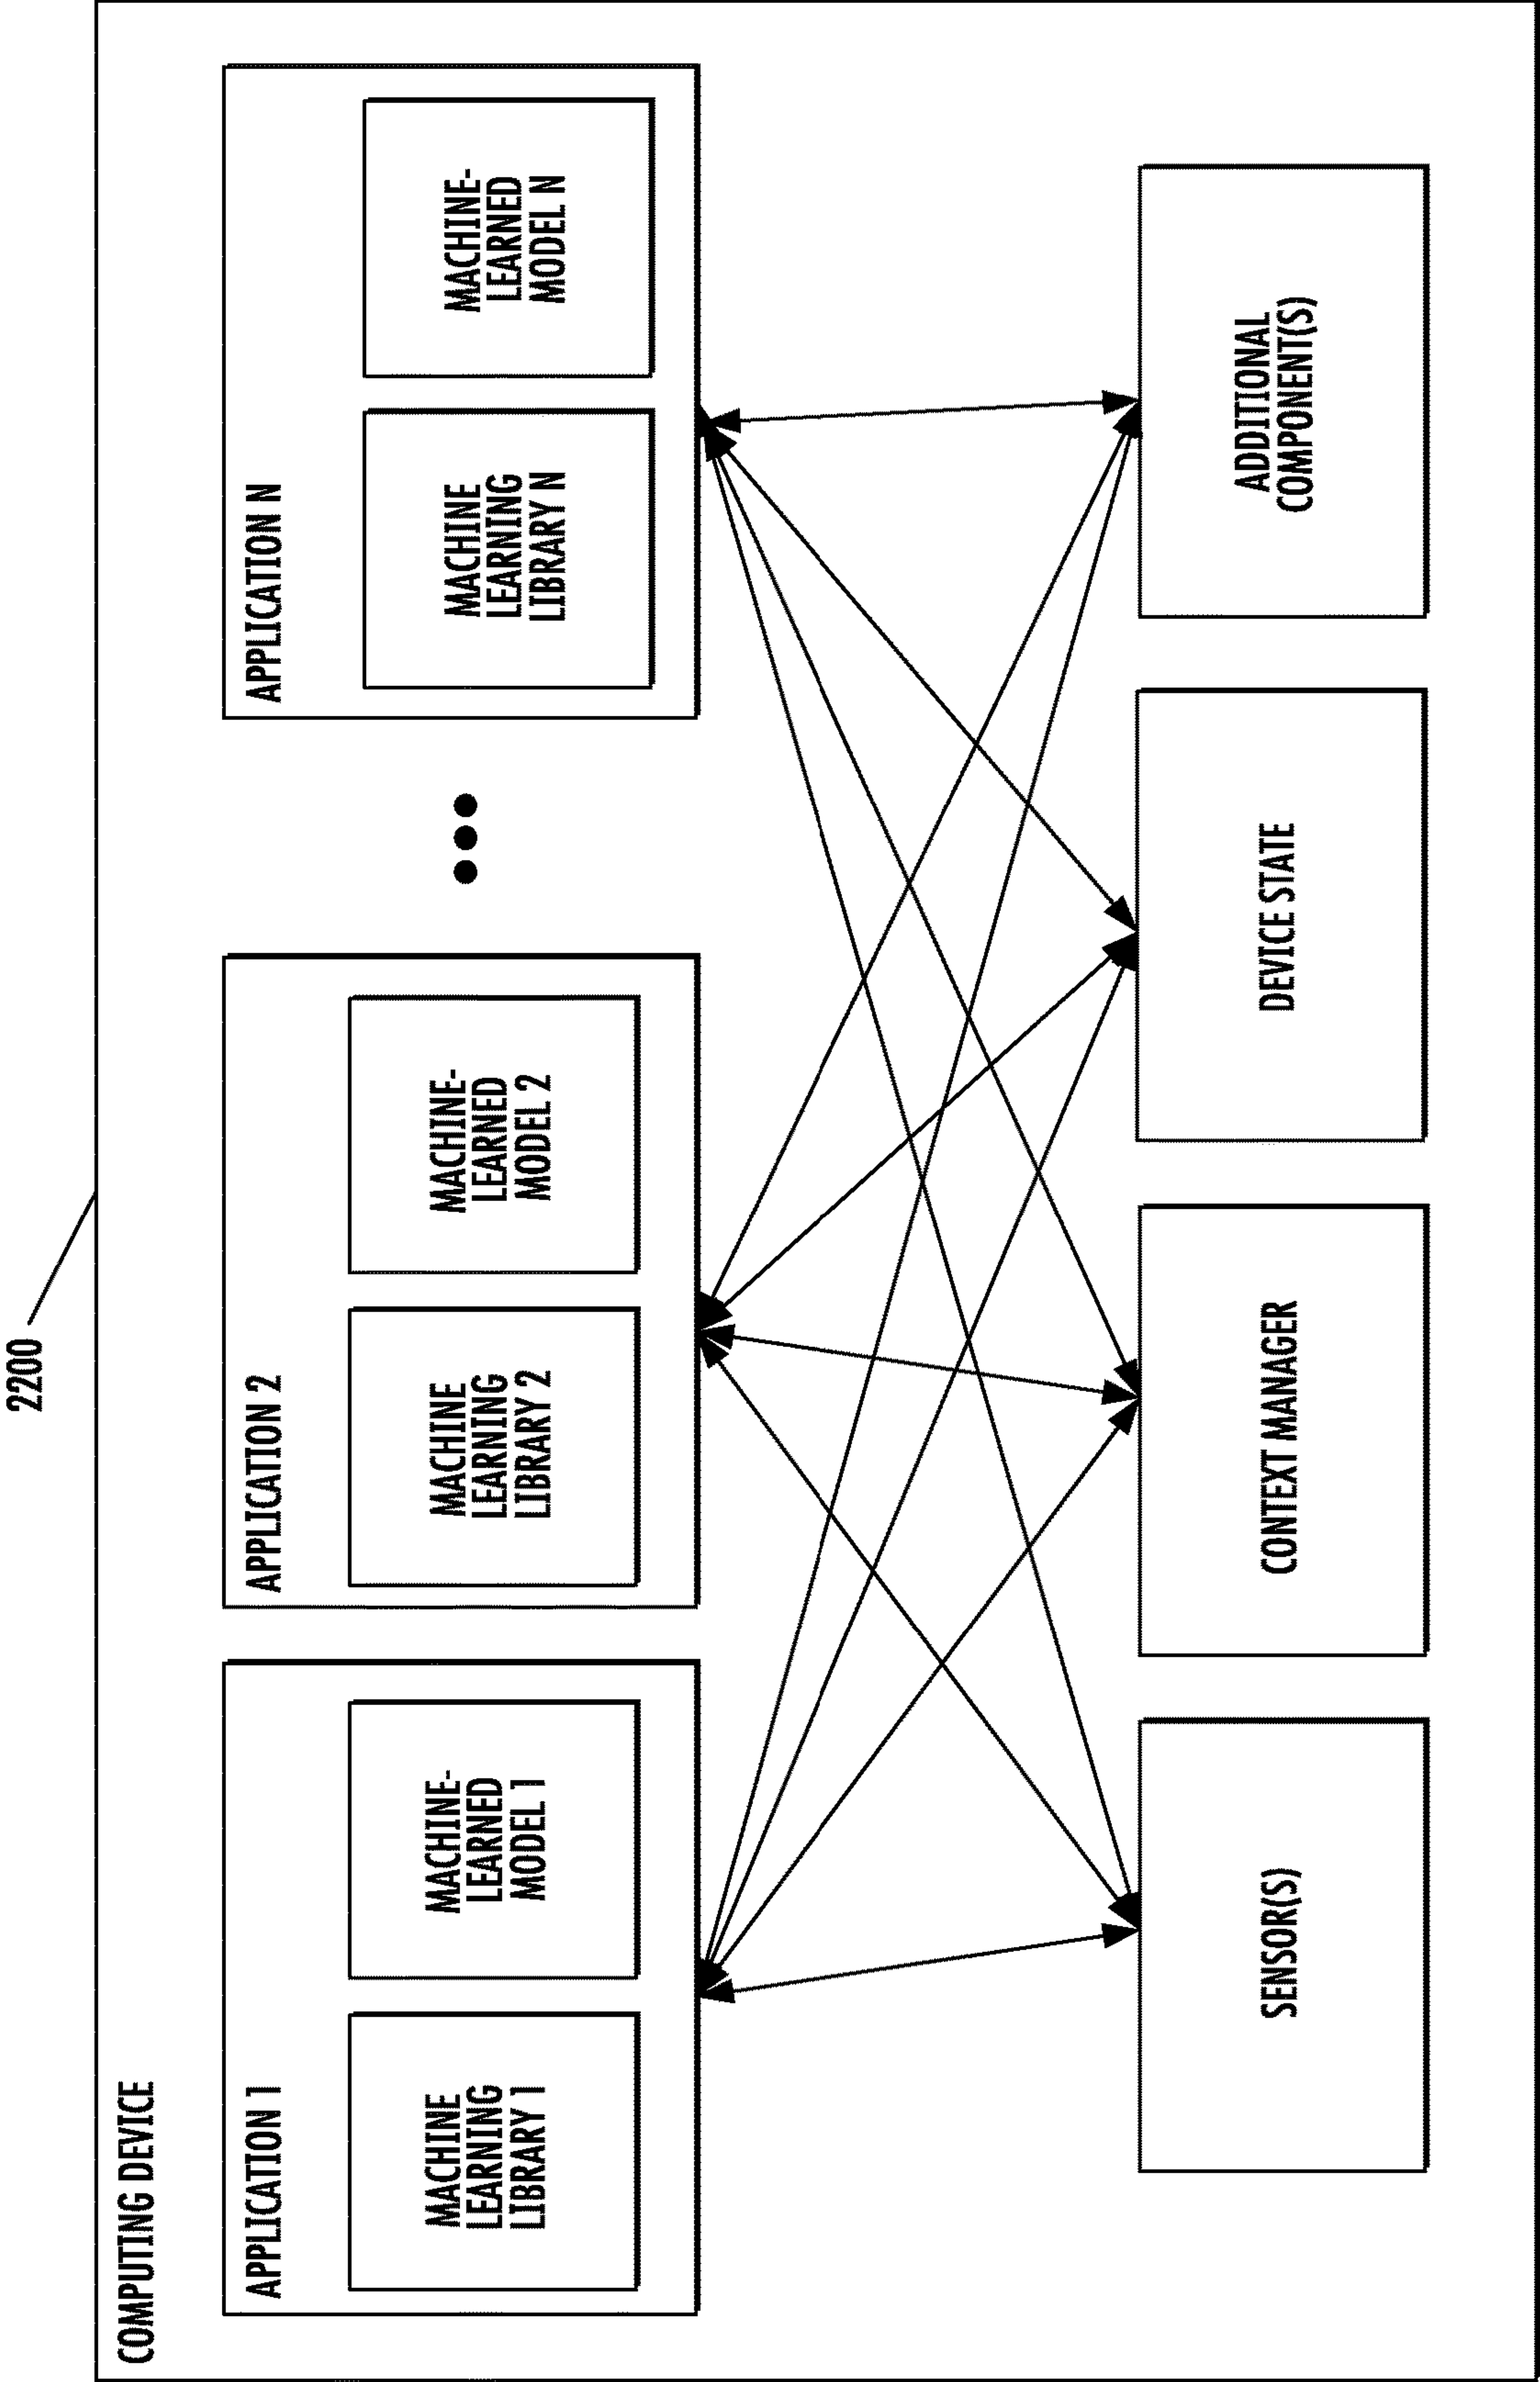 2200
COMPUTING DEVICE
APPLICATION 1
MACHINE
LEARNING
LIBRARY 1
MACHINE-
LEARNED
MODEL 1
APPLICATION 2
MACHINE
LEARNING
LIBRARY 2
MACHINE-
LEARNED
MODEL 2
APPLICATION N
MACHINE
LEARNING
LIBRARY N
MACHINE-
LEARNED
MODEL N
SENSOR(S)
CONTEXT MANAGER
DEVICE STATE
ADDITIONAL
COMPONENT(S)